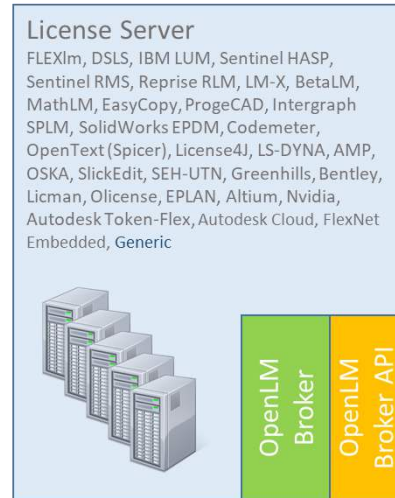 License Server
FLEXlm, DSLS, IBM LUM, Sentinel HASP,
Sentinel RMS, Reprise RLM, LM-X, BetaLM,
MathLM, EasyCopy, ProgeCAD, Intergraph
SPLM, SolidWorks EPDM, Codemeter,
OpenText (Spicer), License4J, LS-DYNA, AMP,
OSKA, SlickEdit, SEH-UTN, Greenhills, Bentley,
Licman, Olicense, EPLAN, Altium, Nvidia,
Autodesk Token-Flex, Autodesk Cloud, FlexNet
Embedded, Generic
OpenLM
Broker
OpenLM
Broker API